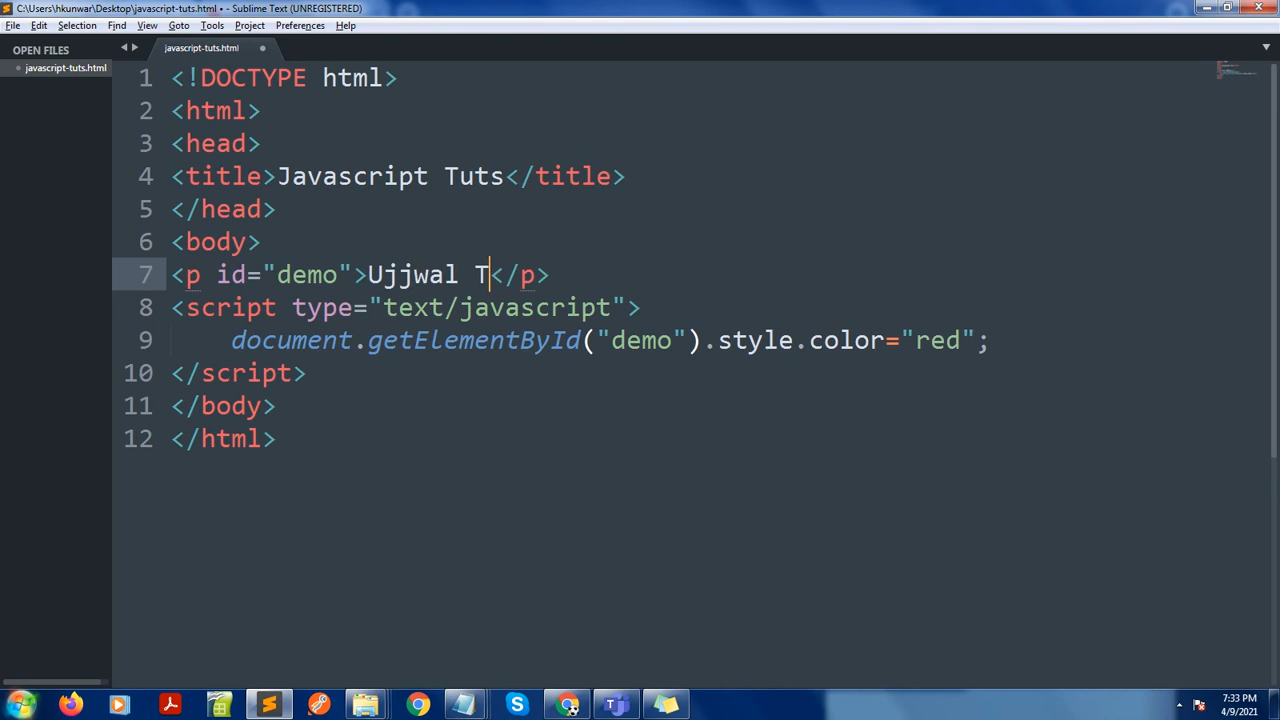 C:\Users\hkunwar\Desktop\javascript-tuts.html • - Sublime Text (UNREGISTERED)
File Edit Selection Find View Goto Tools Project Preferences Help
OPEN FILES
javascript-tuts.html
javascript-tuts.html
1 <!DOCTYPE html>
2 <html>
3 <head>
4 <title>Javascript Tuts</title>
5 </head>
6 <body>
7 <p id="demo">Ujjwal T</p>
8 <script type="text/javascript">
9 document.getElementById("demo").style.color="red";
10 </script>
11 </body>
12 </html>
7:33 PM
4/9/2021